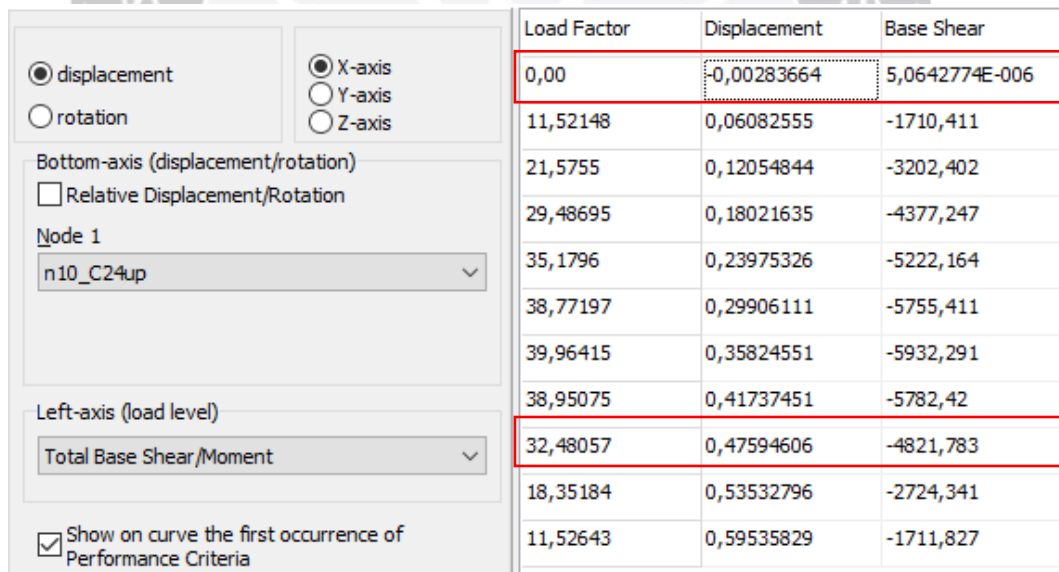 displacement
rotation
X-axis
Y-axis
Z-axis
Bottom-axis (displacement/rotation)
Relative Displacement/Rotation
Node 1
n10_C24up
Left-axis (load level)
Total Base Shear/Moment
Show on curve the first occurrence of
Performance Criteria
Load Factor Displacement Base Shear
0,00 -0,00283664 5,0642774E-006
11,52148 0,06082555 -1710,411
21,5755 0,12054844 -3202,402
29,48695 0,18021635 -4377,247
35,1796 0,23975326 -5222,164
38,77197 0,29906111 -5755,411
39,96415 0,35824551 -5932,291
38,95075 0,41737451 -5782,42
32,48057 0,47594606 -4821,783
18,35184 0,53532796 -2724,341
11,52643 0,59535829 -1711,827